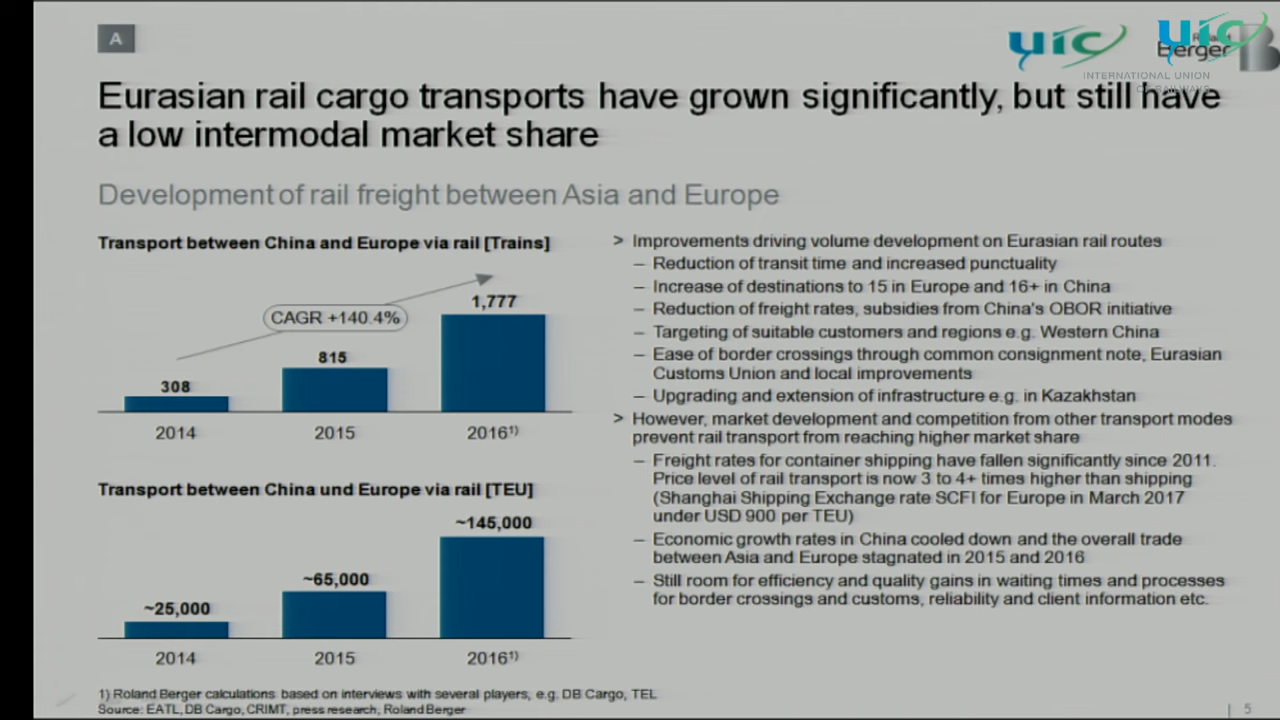 A
uic
uic
Roland
Berger
INTERNATIONAL UNION
OF RAILWAYS
Eurasian rail cargo transports have grown significantly, but still have
a low intermodal market share
Development of rail freight between Asia and Europe
Transport between China and Europe via rail [Trains]
CAGR +140.4%
308
815
1,777
2014
2015
2016¹⁾
Transport between China und Europe via rail [TEU]
~25,000
~65,000
~145,000
2014
2015
2016¹⁾
> Improvements driving volume development on Eurasian rail routes
– Reduction of transit time and increased punctuality
– Increase of destinations to 15 in Europe and 16+ in China
– Reduction of freight rates, subsidies from China's OBOR initiative
– Targeting of suitable customers and regions e.g. Western China
– Ease of border crossings through common consignment note, Eurasian
Customs Union and local improvements
– Upgrading and extension of infrastructure e.g. in Kazakhstan
> However, market development and competition from other transport modes
prevent rail transport from reaching higher market share
– Freight rates for container shipping have fallen significantly since 2011.
Price level of rail transport is now 3 to 4+ times higher than shipping
(Shanghai Shipping Exchange rate SCFI for Europe in March 2017
under USD 900 per TEU)
– Economic growth rates in China cooled down and the overall trade
between Asia and Europe stagnated in 2015 and 2016
– Still room for efficiency and quality gains in waiting times and processes
for border crossings and customs, reliability and client information etc.
1) Roland Berger calculations based on interviews with several players, e.g. DB Cargo, TEL
Source: EATL, DB Cargo, CRIMT, press research, Roland Berger
5